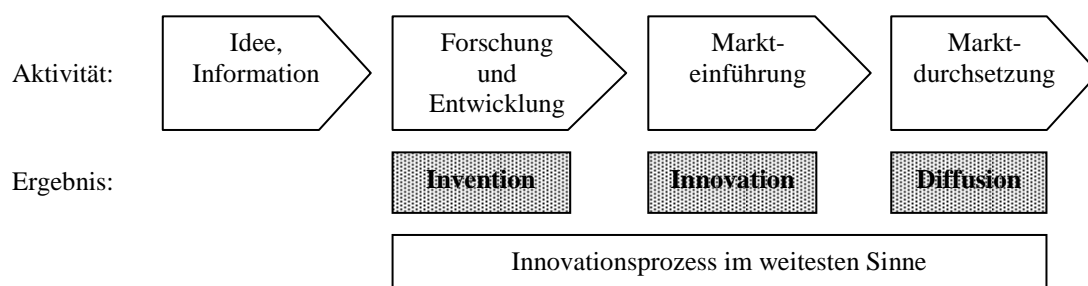 Aktivität:
Idee,
Information
Forschung
und
Entwicklung
Markt-
einführung
Markt-
durchsetzung
Ergebnis:
Invention
Innovation
Diffusion
Innovationsprozess im weitesten Sinne